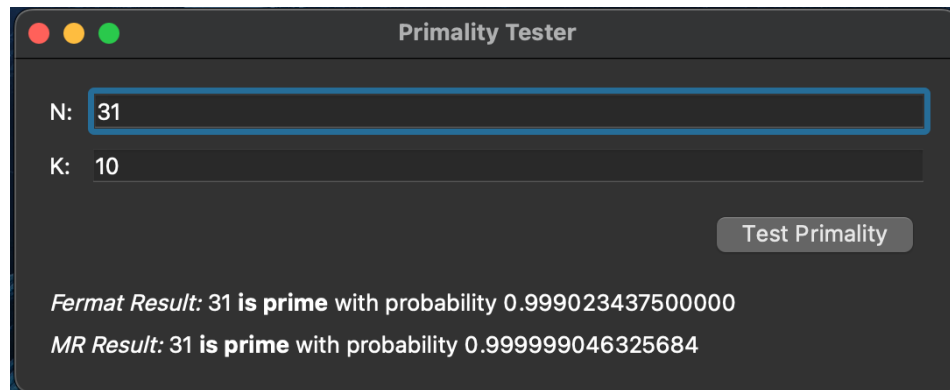 Primality Tester
N: 31
K: 10
Test Primality
Fermat Result: 31 is prime with probability 0.999023437500000
MR Result: 31 is prime with probability 0.999999046325684